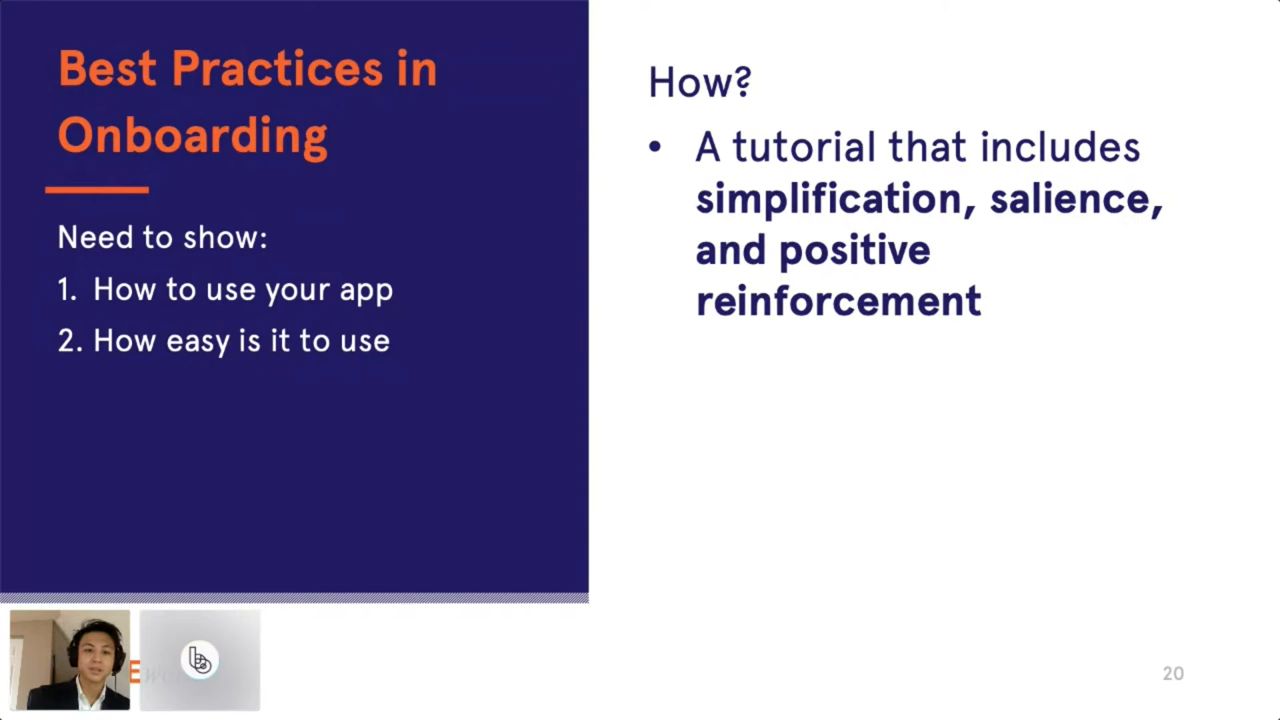 Best Practices in
Onboarding
Need to show:
1. How to use your app
2. How easy is it to use
How?
• A tutorial that includes
simplification, salience,
and positive
reinforcement
20